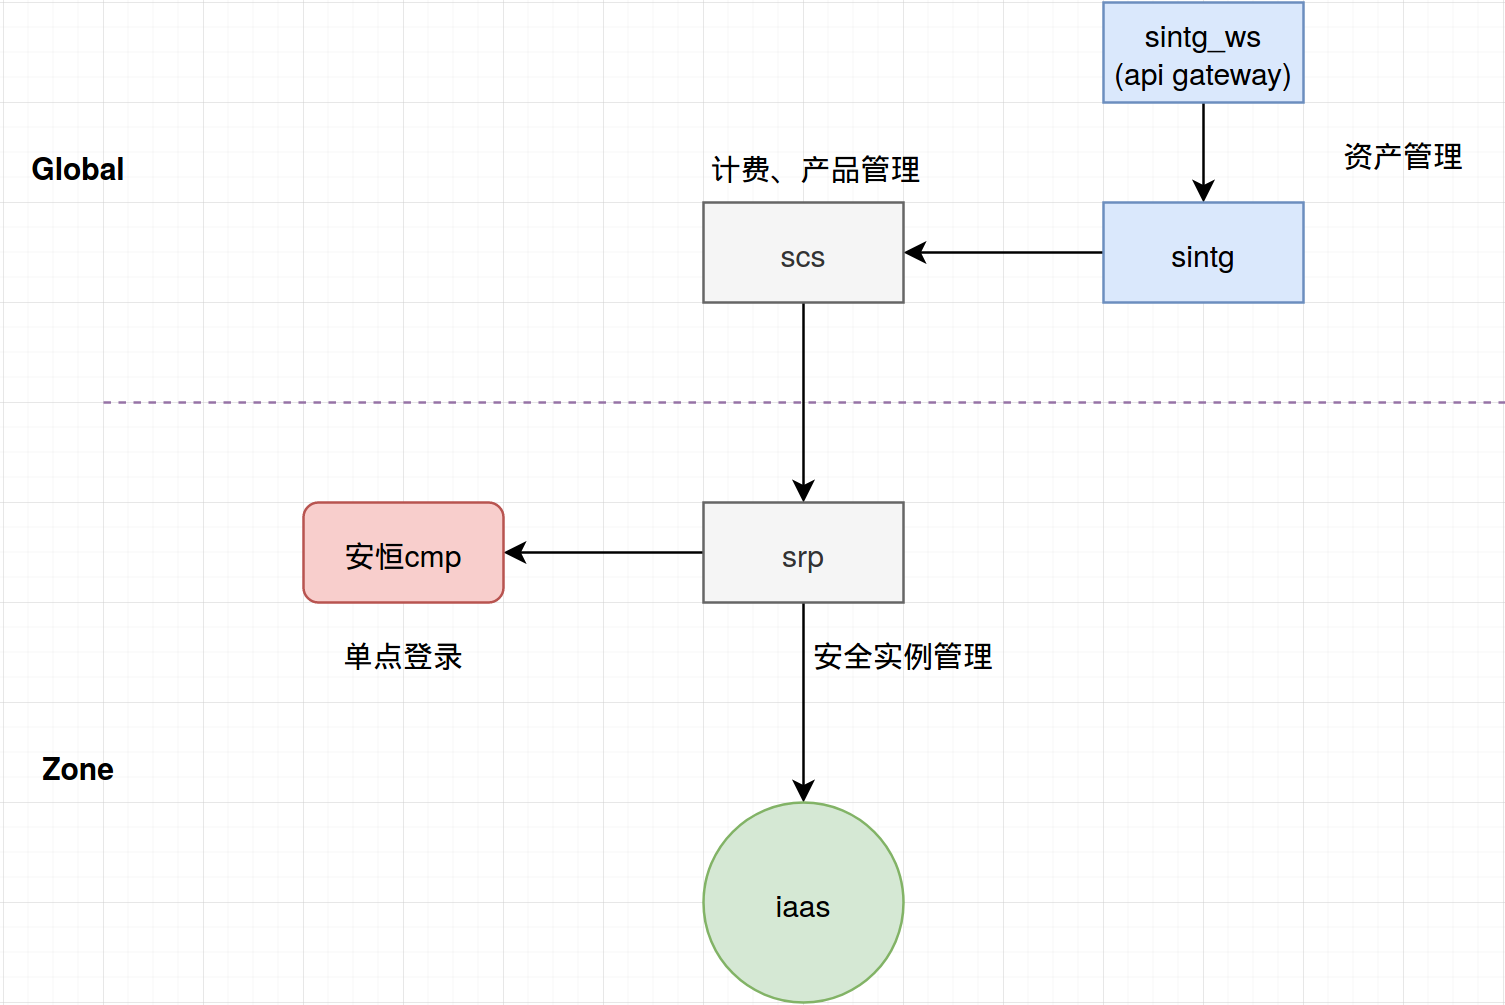 sintg_ws
(api gateway)
Global
计费、产品管理
资产管理
scs
sintg
安恒cmp
srp
单点登录
安全实例管理
Zone
iaas